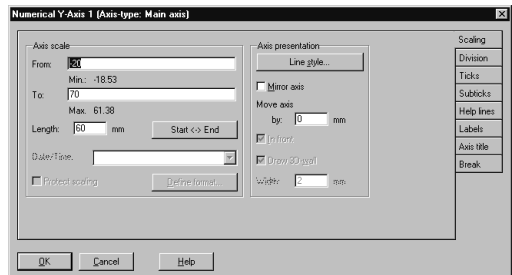 Numerical Y-Axis 1 (Axis-type: Main axis)
Scaling
Division
Ticks
Subticks
Help lines
Labels
Axis title
Break
Axis scale
From: -20
Min.: -18.53
To: 70
Max. 61.38
Length: 60 mm
Start <-> End
Date/Time:
Protect scaling
Define format...
Axis presentation
Line style...
Mirror axis
Move axis
by: 0 mm
In front
Draw 3D wall
Width: 2 mm
OK
Cancel
Help